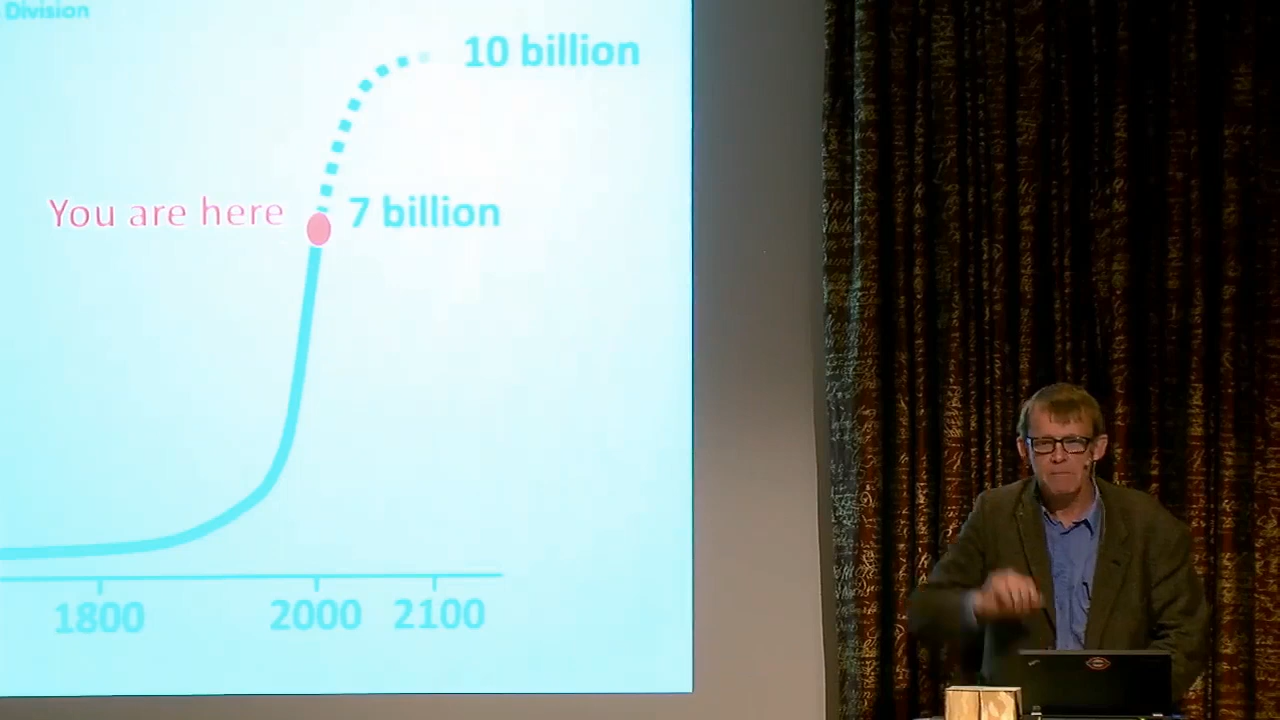 Division
10 billion
You are here
7 billion
1800
2000
2100